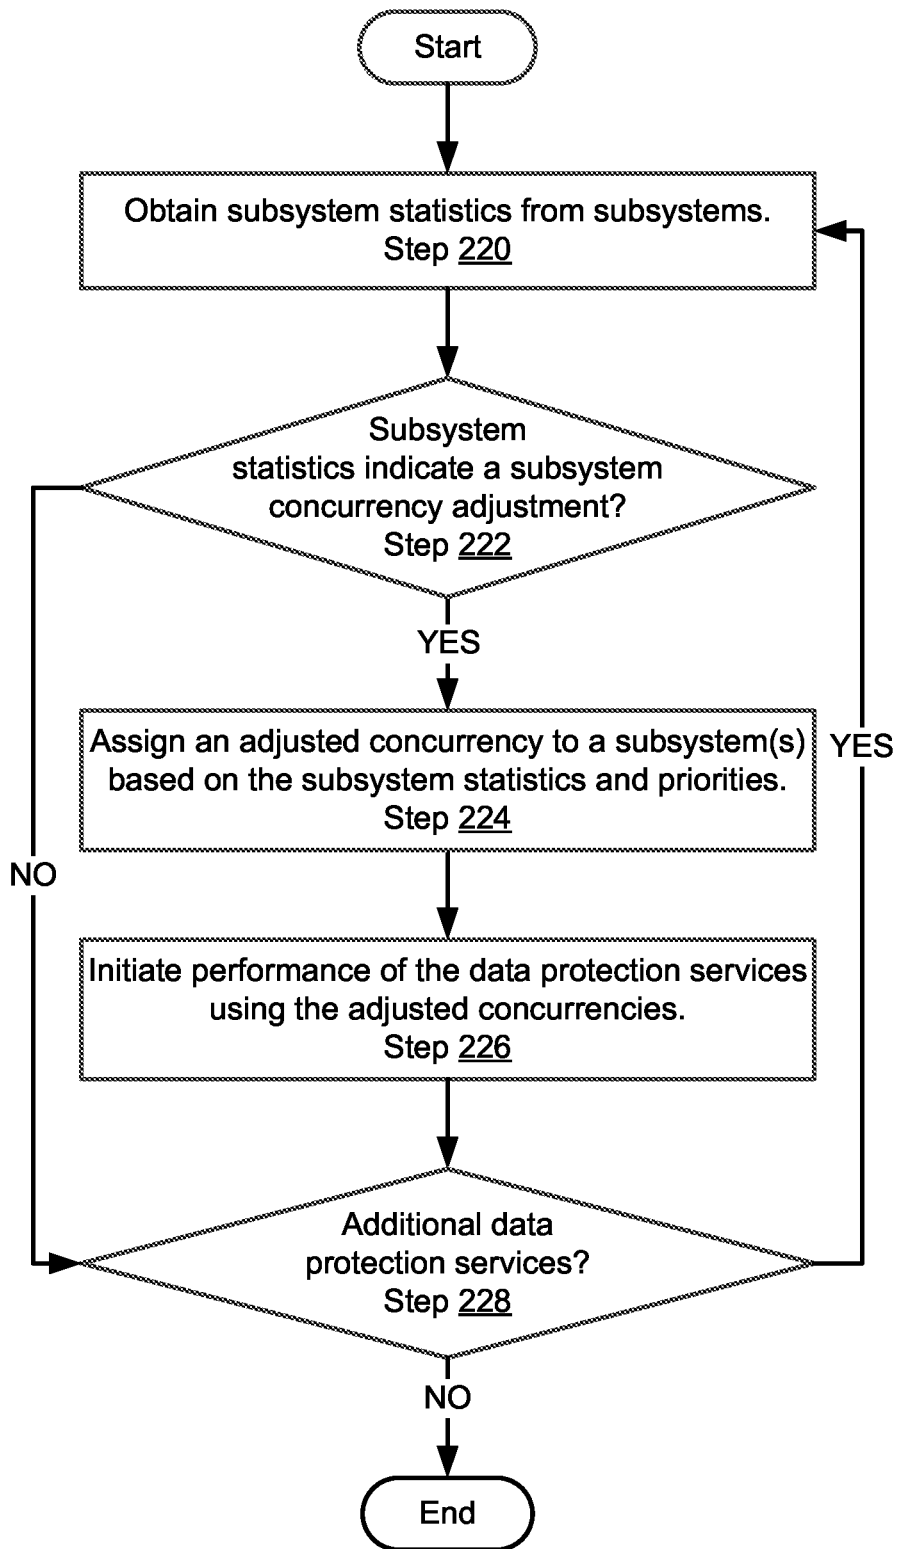 Start
Obtain subsystem statistics from subsystems.
Step 220
Subsystem
statistics indicate a subsystem
concurrency adjustment?
Step 222
YES
Assign an adjusted concurrency to a subsystem(s)
based on the subsystem statistics and priorities.
Step 224
YES
NO
Initiate performance of the data protection services
using the adjusted concurrencies.
Step 226
Additional data
protection services?
Step 228
NO
End